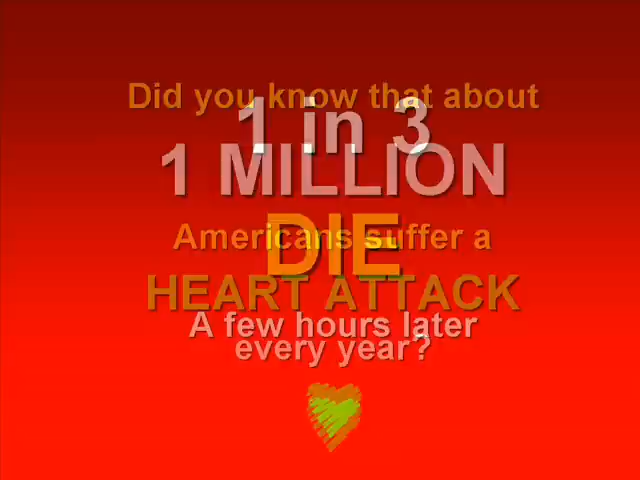 Did you know that about
1 in 3
1 MILLION
DIE
Americans suffer a
HEART ATTACK
A few hours later
every year?